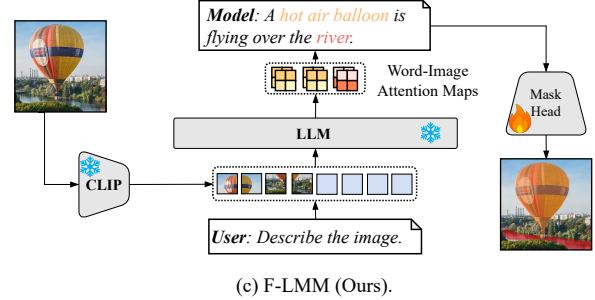 Model: A hot air balloon is
flying over the river.
Word-Image
Attention Maps
Mask
Head
LLM
CLIP
User: Describe the image.
(c) F-LMM (Ours).